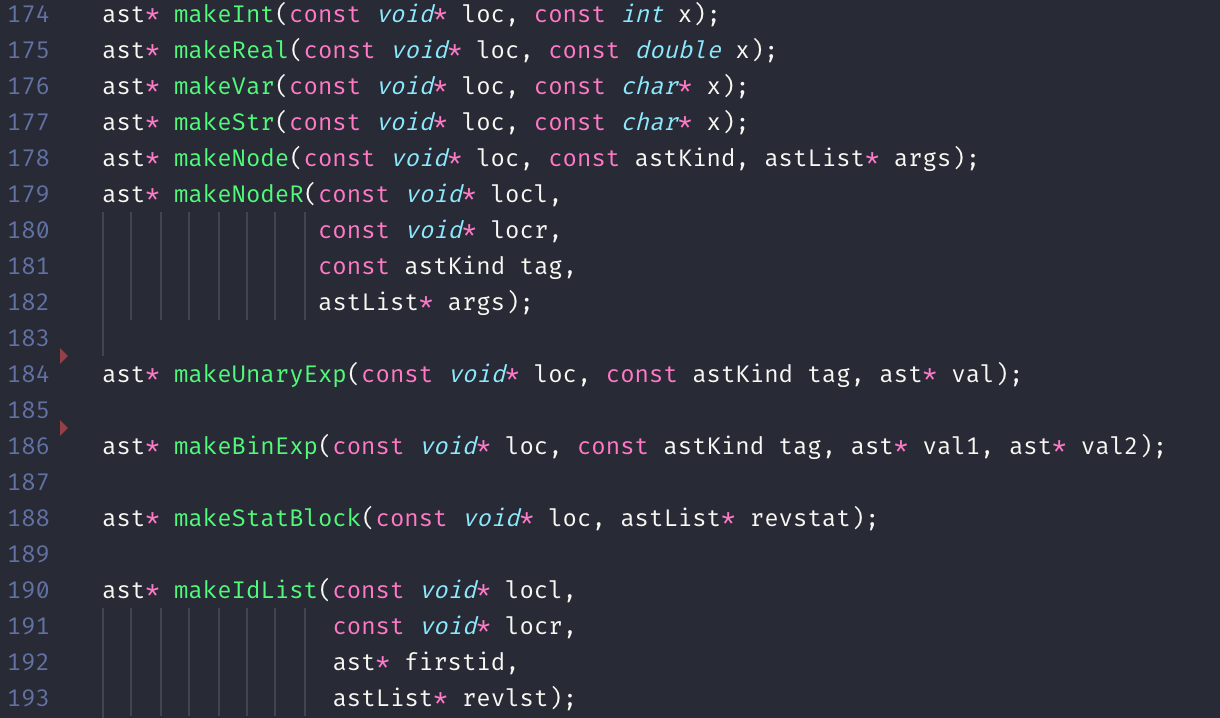 174 ast* makeInt(const void* loc, const int x);
175 ast* makeReal(const void* loc, const double x);
176 ast* makeVar(const void* loc, const char* x);
177 ast* makeStr(const void* loc, const char* x);
178 ast* makeNode(const void* loc, const astKind, astList* args);
179 ast* makeNodeR(const void* locl,
180 const void* locr,
181 const astKind tag,
182 astList* args);
183
184 ast* makeUnaryExp(const void* loc, const astKind tag, ast* val);
185
186 ast* makeBinExp(const void* loc, const astKind tag, ast* val1, ast* val2);
187
188 ast* makeStatBlock(const void* loc, astList* revstat);
189
190 ast* makeIdList(const void* locl,
191 const void* locr,
192 ast* firstid,
193 astList* revlst);